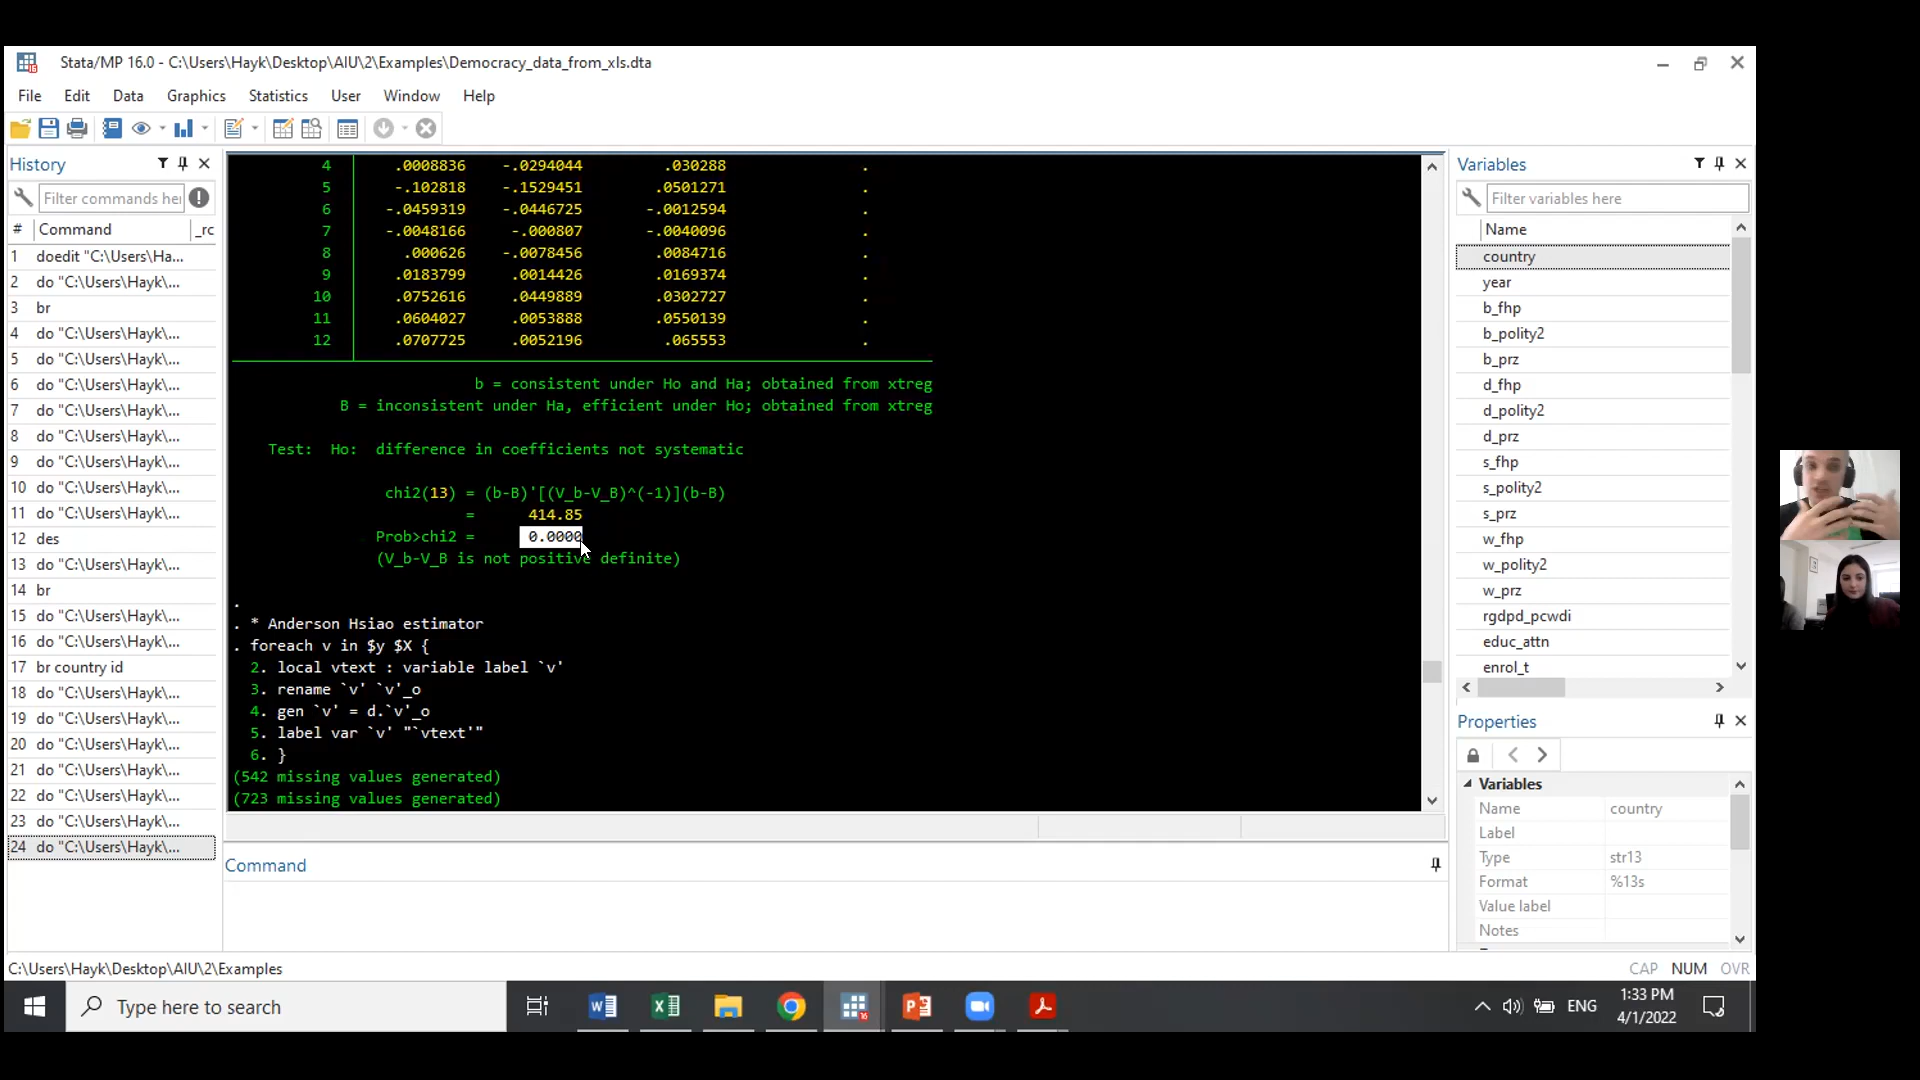 Stata/MP 16.0 - C:\Users\Hayk\Desktop\AIU\2\Examples\Democracy_data_from_xls.dta
File Edit Data Graphics Statistics User Window Help
History
Filter commands her
# Command _rc
1 doedit "C:\Users\Ha...
2 do "C:\Users\Hayk\...
3 br
4 do "C:\Users\Hayk\...
5 do "C:\Users\Hayk\...
6 do "C:\Users\Hayk\...
7 do "C:\Users\Hayk\...
8 do "C:\Users\Hayk\...
9 do "C:\Users\Hayk\...
10 do "C:\Users\Hayk\...
11 do "C:\Users\Hayk\...
12 des
13 do "C:\Users\Hayk\...
14 br
15 do "C:\Users\Hayk\...
16 do "C:\Users\Hayk\...
17 br country id
18 do "C:\Users\Hayk\...
19 do "C:\Users\Hayk\...
20 do "C:\Users\Hayk\...
21 do "C:\Users\Hayk\...
22 do "C:\Users\Hayk\...
23 do "C:\Users\Hayk\...
24 do "C:\Users\Hayk\...
4 .0008836 -.0294044 .030288 .
5 -.102818 -.1529451 .0501271 .
6 -.0459319 -.0446725 -.0012594 .
7 -.0048166 -.000807 -.0040096 .
8 .000626 -.0078456 .0084716 .
9 .0183799 .0014426 .0169374 .
10 .0752616 .0449889 .0302727 .
11 .0604027 .0053888 .0550139 .
12 .0707725 .0052196 .065553 .
b = consistent under Ho and Ha; obtained from xtreg
B = inconsistent under Ha, efficient under Ho; obtained from xtreg
Test: Ho: difference in coefficients not systematic
chi2(13) = (b-B)'[(V_b-V_B)^(-1)](b-B)
= 414.85
Prob>chi2 = 0.0000
(V_b-V_B is not positive definite)
.
. * Anderson Hsiao estimator
. foreach v in $y $X {
2. local vtext : variable label `v'
3. rename `v' `v'_o
4. gen `v' = d.`v'_o
5. label var `v' "`vtext'"
6. }
(542 missing values generated)
(723 missing values generated)
Command
Variables
Filter variables here
Name
country
year
b_fhp
b_polity2
b_prz
d_fhp
d_polity2
d_prz
s_fhp
s_polity2
s_prz
w_fhp
w_polity2
w_prz
rgdpd_pcwdi
educ_attn
enrol_t
Properties
Variables
Name country
Label
Type str13
Format %13s
Value label
Notes
C:\Users\Hayk\Desktop\AIU\2\Examples
CAP NUM OVR
Type here to search
ENG
1:33 PM
4/1/2022